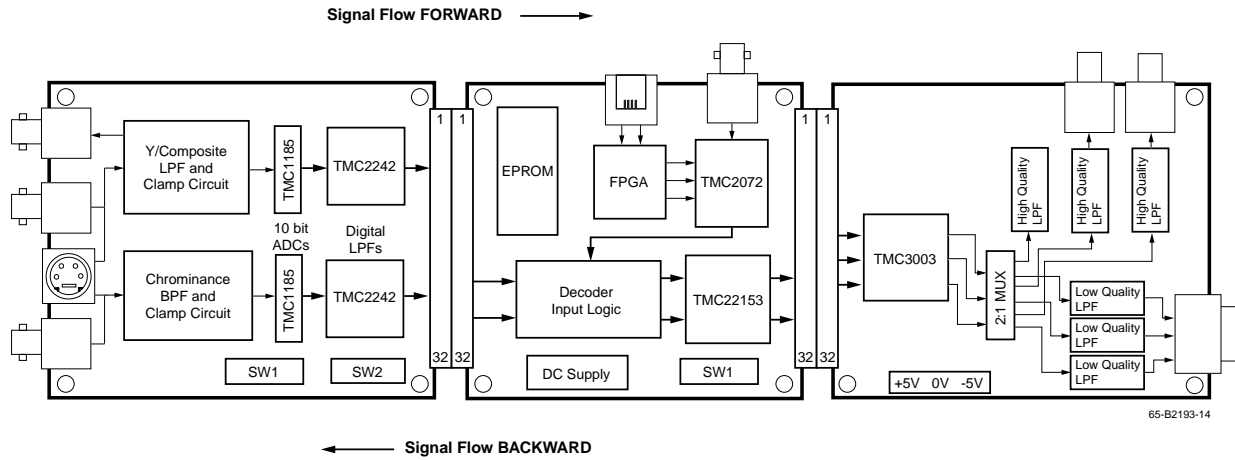 Signal Flow FORWARD
Y/Composite
LPF and
Clamp Circuit
TMC1185
TMC2242
10 bit
ADCs
Digital
LPFs
Chrominance
BPF and
Clamp Circuit
TMC1185
TMC2242
SW1
SW2
1
1
32
32
EPROM
FPGA
TMC2072
Decoder
Input Logic
TMC22153
DC Supply
SW1
1
1
32
32
TMC3003
2:1 MUX
High Quality
LPF
High Quality
LPF
High Quality
LPF
Low Quality
LPF
Low Quality
LPF
Low Quality
LPF
+5V 0V -5V
65-B2193-14
Signal Flow BACKWARD